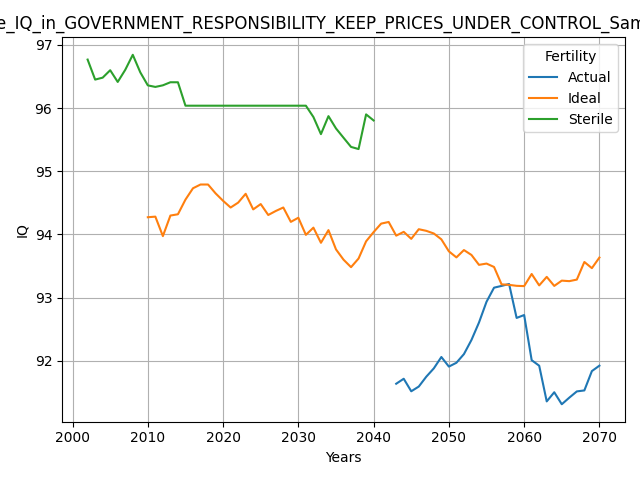 e_IQ_in_GOVERNMENT_RESPONSIBILITY_KEEP_PRICES_UNDER_CONTROL_Sam
97
96
95
94
93
92
IQ
Fertility
Actual
Ideal
Sterile
2000 2010 2020 2030 2040 2050 2060 2070
Years